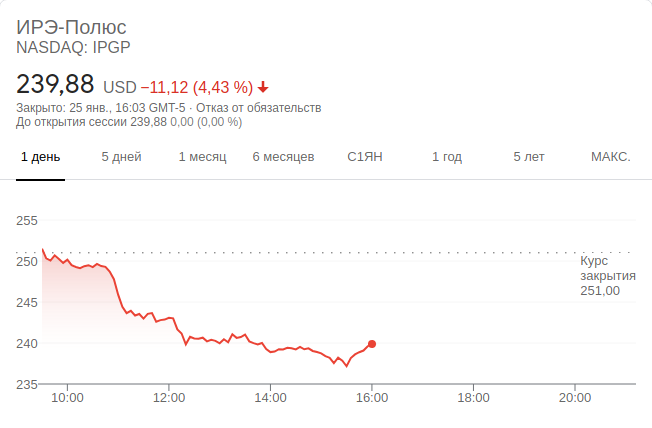 ИРЭ-Полюс
NASDAQ: IPGP
239,88 USD −11,12 (4,43 %)
Закрыто: 25 янв., 16:03 GMT-5 · Отказ от обязательств
До открытия сессии 239,88 0,00 (0,00 %)
1 день 5 дней 1 месяц 6 месяцев С1ЯН 1 год 5 лет МАКС.
255
250
245
240
235
Курс
закрытия
251,00
10:00 12:00 14:00 16:00 18:00 20:00